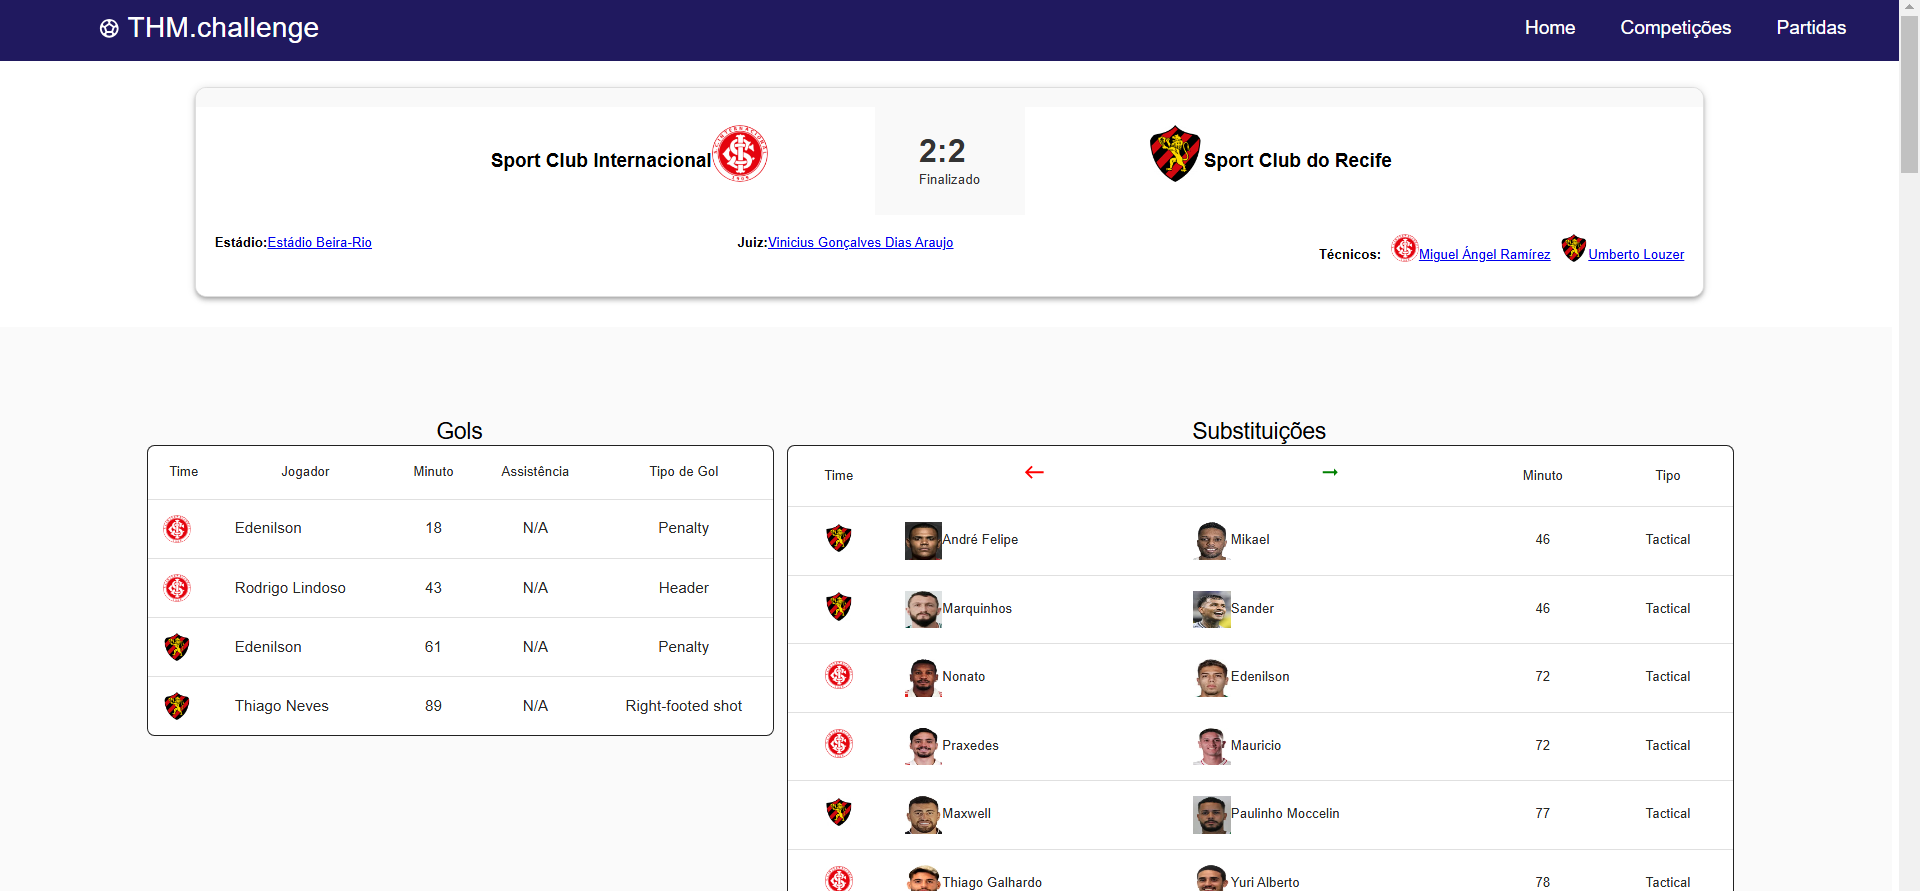 THM.challenge
Home Competições Partidas
Sport Club Internacional 2:2 Sport Club do Recife
Finalizado
Estádio:Estádio Beira-Rio Juiz:Vinicius Gonçalves Dias Araujo Técnicos: Miguel Ángel Ramírez Umberto Louzer
Gols
Time Jogador Minuto Assistência Tipo de Gol
Edenilson 18 N/A Penalty
Rodrigo Lindoso 43 N/A Header
Edenilson 61 N/A Penalty
Thiago Neves 89 N/A Right-footed shot
Substituições
Time Minuto Tipo
André Felipe Mikael 46 Tactical
Marquinhos Sander 46 Tactical
Nonato Edenilson 72 Tactical
Praxedes Mauricio 72 Tactical
Maxwell Paulinho Moccelin 77 Tactical
Thiago Galhardo Yuri Alberto 78 Tactical